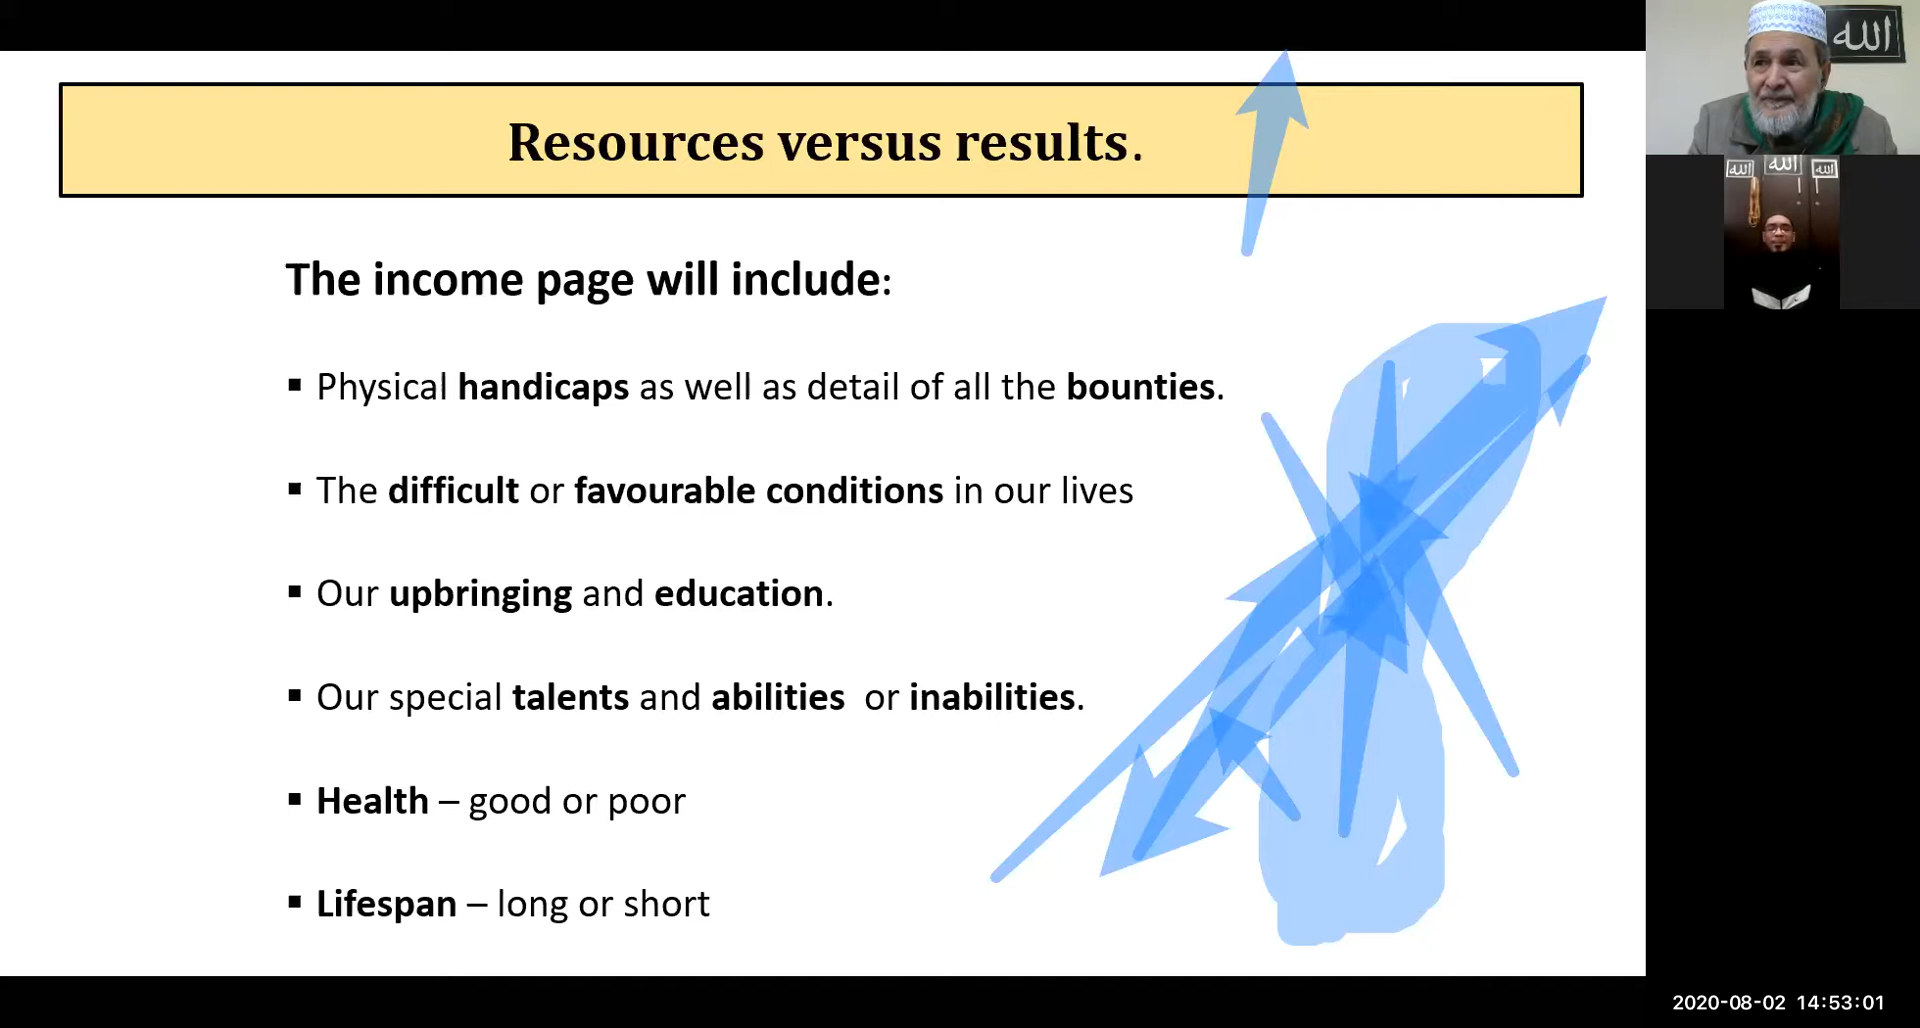 الله
Resources versus results.
الله الله الله
The income page will include:
▪ Physical handicaps as well as detail of all the bounties.
▪ The difficult or favourable conditions in our lives
▪ Our upbringing and education.
▪ Our special talents and abilities or inabilities.
▪ Health – good or poor
▪ Lifespan – long or short
2020-08-02 14:53:01